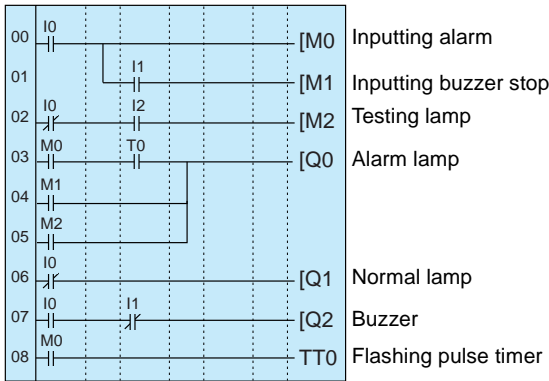 I0
00 [M0 Inputting alarm
I1
01 [M1 Inputting buzzer stop
I0 I2
02 [M2 Testing lamp
M0 T0
03 [Q0 Alarm lamp
M1
04
M2
05
I0
06 [Q1 Normal lamp
I0 I1
07 [Q2 Buzzer
M0
08 TT0 Flashing pulse timer